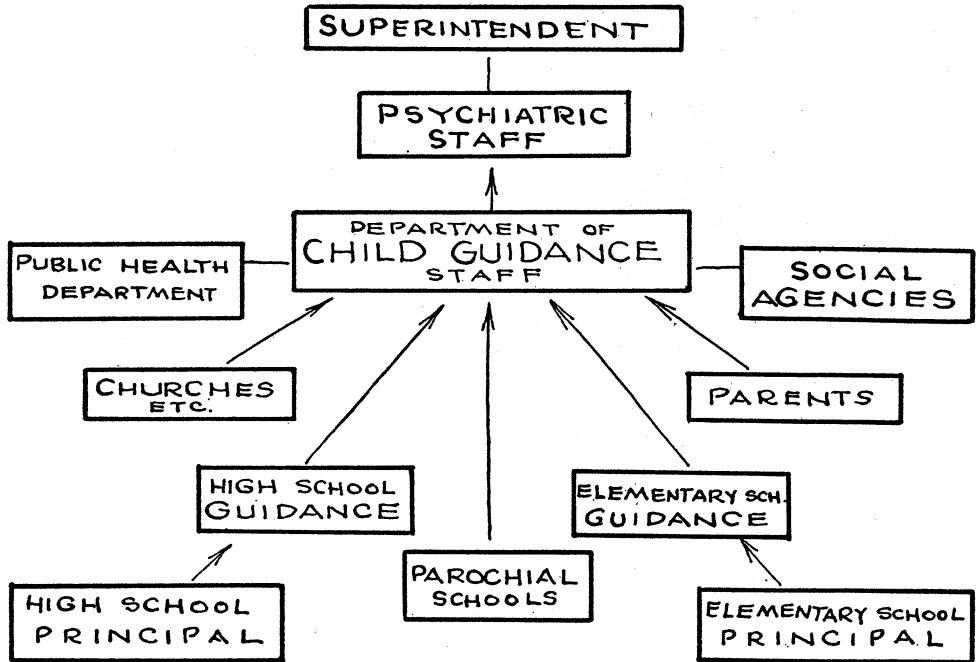 SUPERINTENDENT
PSYCHIATRIC
STAFF
DEPARTMENT OF
CHILD GUIDANCE
STAFF
PUBLIC HEALTH
DEPARTMENT
SOCIAL
AGENCIES
CHURCHES
ETC.
PARENTS
HIGH SCHOOL
GUIDANCE
ELEMENTARY SCH.
GUIDANCE
PAROCHIAL
SCHOOLS
HIGH SCHOOL
PRINCIPAL
ELEMENTARY SCHOOL
PRINCIPAL